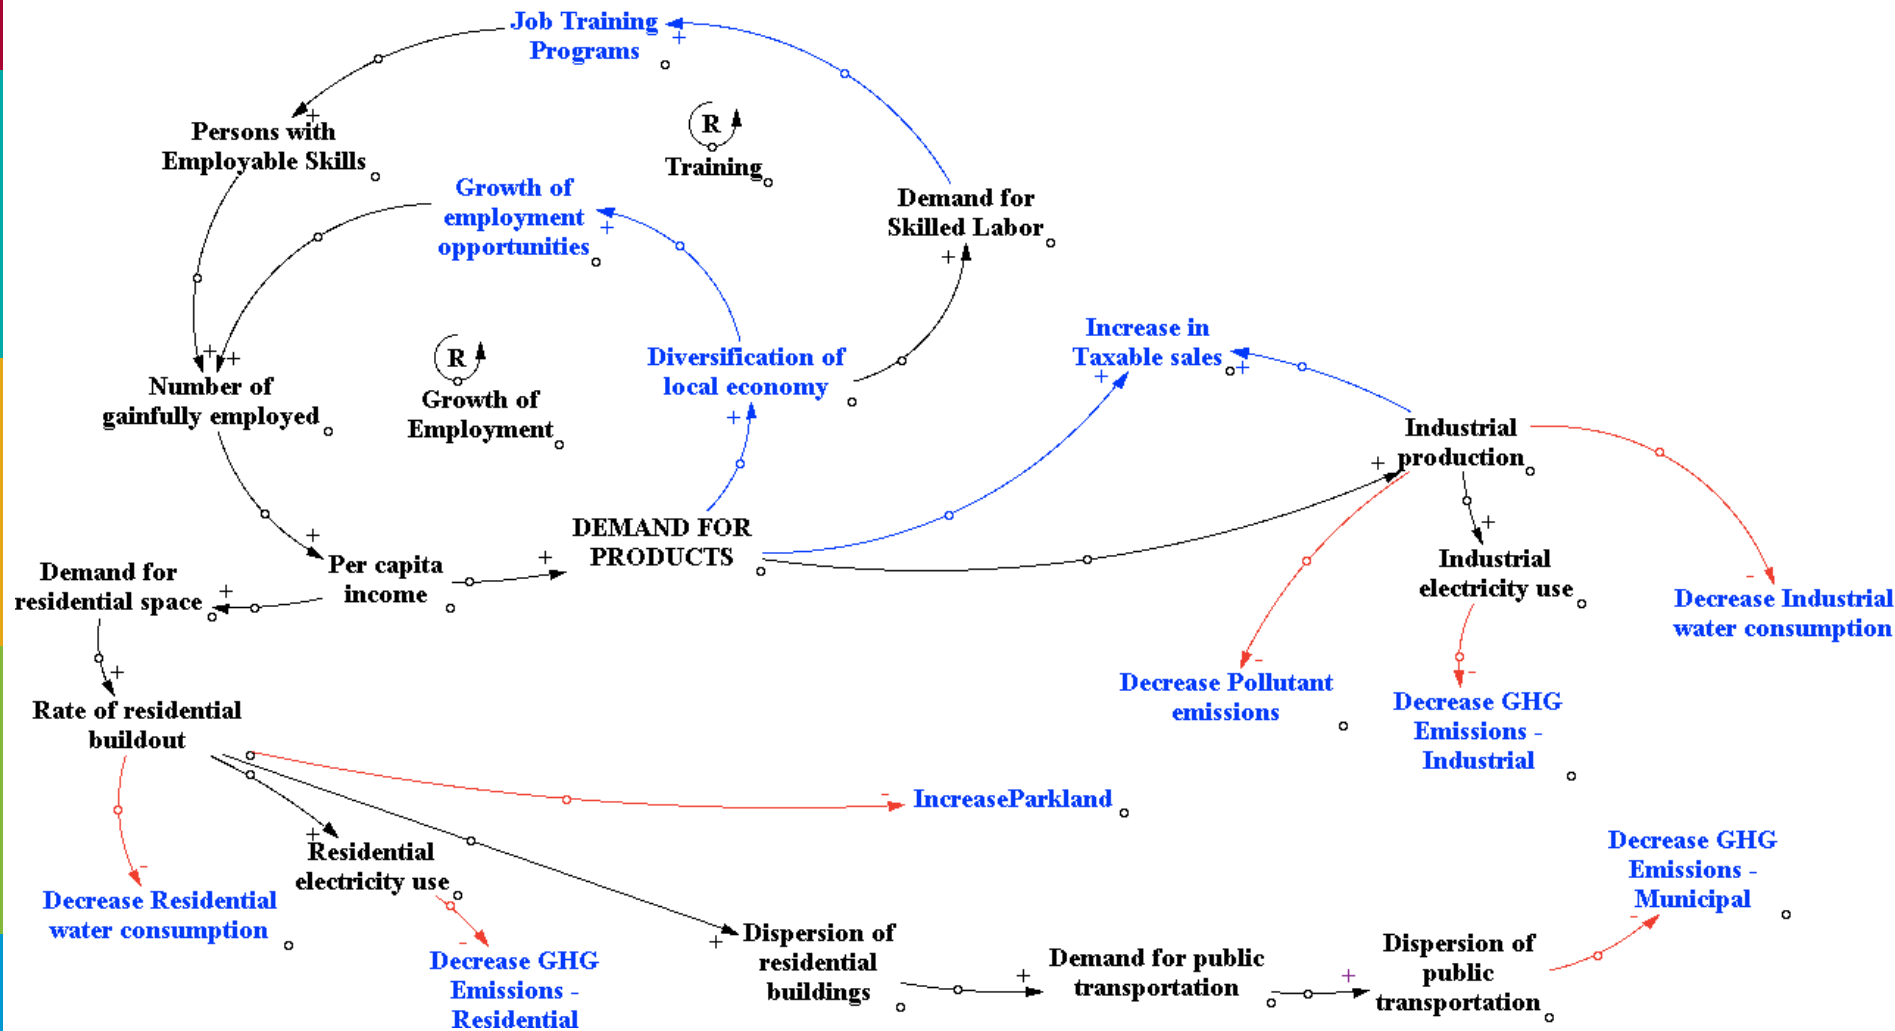 Job Training
Programs
+
+
Persons with
Employable Skills
R
Training
Growth of
employment
opportunities
+
Demand for
Skilled Labor
+
+
+
Number of
gainfully employed
R
Growth of
Employment
Diversification of
local economy
+
Increase in
Taxable sales
+
+
Industrial
production
+
DEMAND FOR
PRODUCTS
+
+
Per capita
income
Demand for
residential space
+
+
Industrial
electricity use
-
Decrease Industrial
water consumption
-
Decrease Pollutant
emissions
-
Decrease GHG
Emissions -
Industrial
+
Rate of residential
buildout
-
IncreaseParkland
+
Residential
electricity use
-
Decrease Residential
water consumption
-
Decrease GHG
Emissions -
Residential
+
Dispersion of
residential
buildings
+
Demand for public
transportation
+
Dispersion of
public
transportation
-
Decrease GHG
Emissions -
Municipal